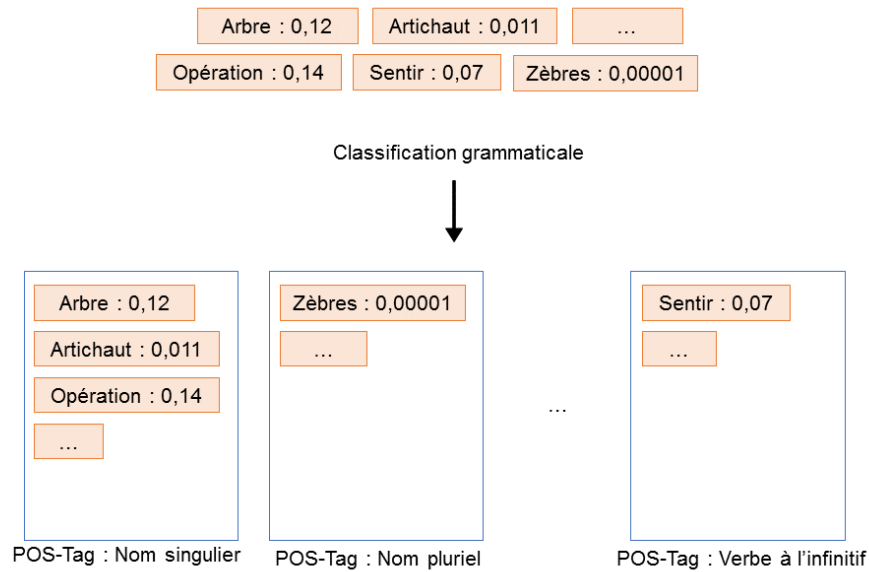 Arbre : 0,12
Artichaut : 0,011
...
Opération : 0,14
Sentir : 0,07
Zèbres : 0,00001
Classification grammaticale
Arbre : 0,12
Artichaut : 0,011
Opération : 0,14
...
POS-Tag : Nom singulier
Zèbres : 0,00001
...
POS-Tag : Nom pluriel
...
Sentir : 0,07
...
POS-Tag : Verbe à l'infinitif